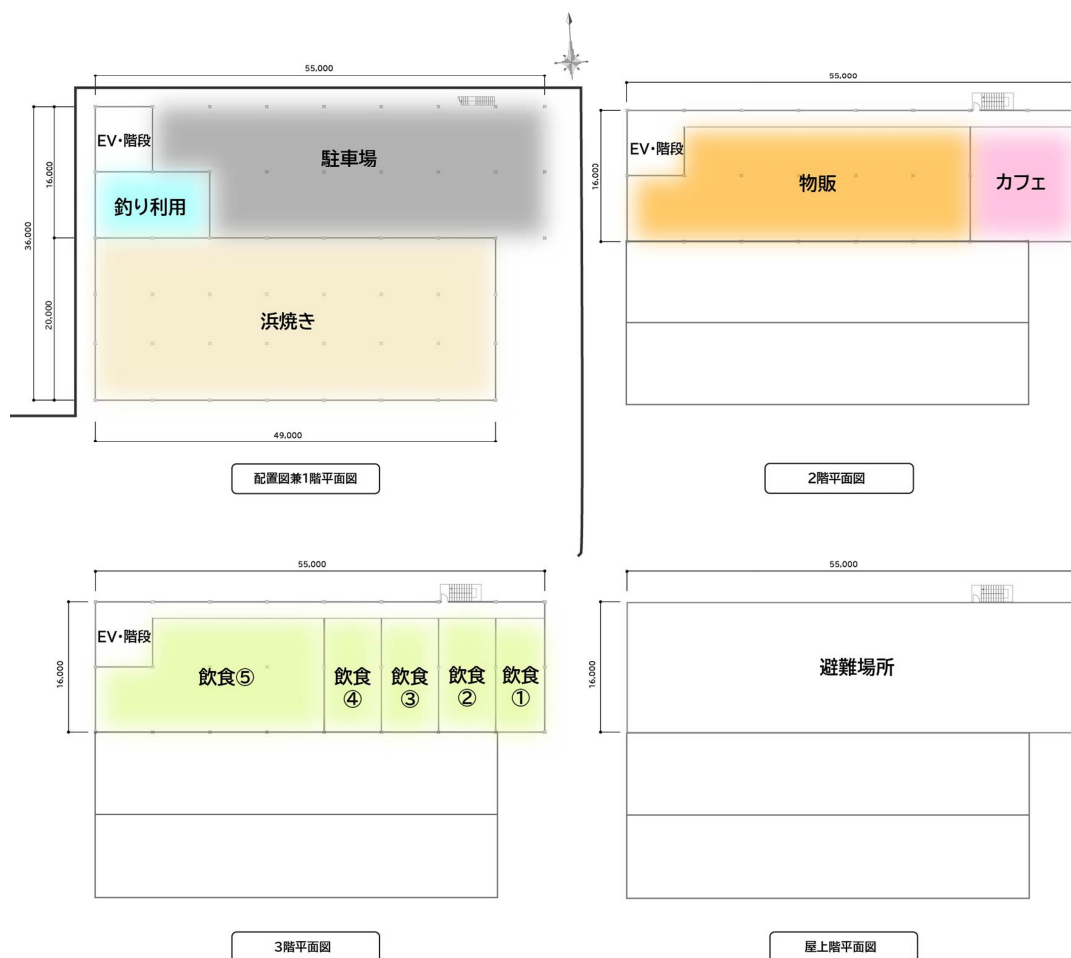 55,000
36,000
16,000
20,000
EV・階段
駐車場
釣り利用
浜焼き
49,000
配置図兼1階平面図
55,000
16,000
EV・階段
物販
カフェ
2階平面図
55,000
16,000
EV・階段
飲食⑤
飲食
④
飲食
③
飲食
②
飲食
①
3階平面図
55,000
16,000
避難場所
屋上階平面図